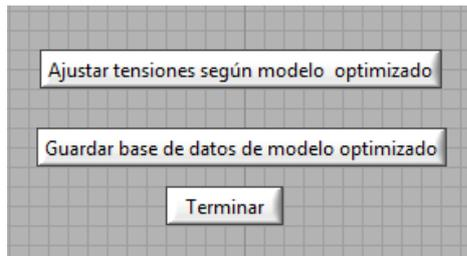 Ajustar tensiones según modelo  optimizado
Guardar base de datos de modelo optimizado
Terminar